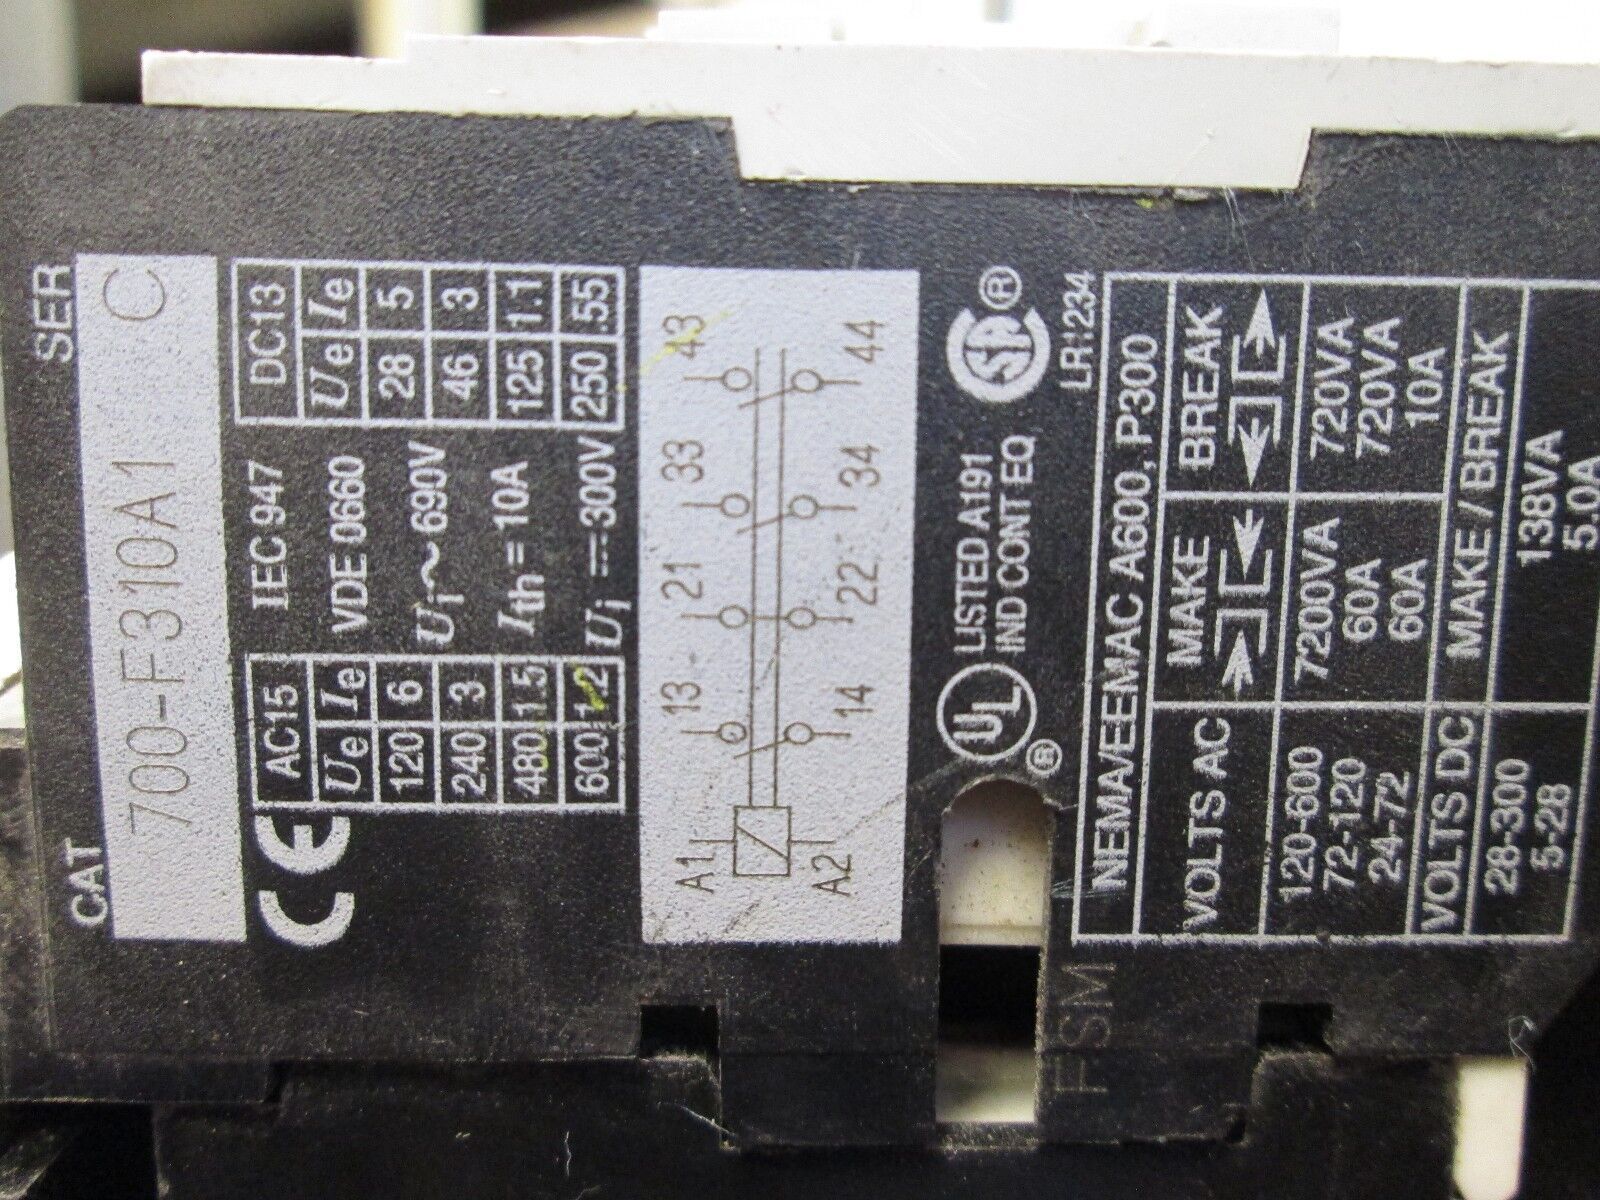 CAT SER
700-F310A1 C
CE
AC15
Ue Ie
120 6
240 3
480 1.5
600 1.2
IEC 947
VDE 0660
Ui ~ 690V
Ith = 10A
Ui ⎓ 300V
DC13
Ue Ie
28 5
46 3
125 1.1
250 .55
A1 13 21 33 43
A2 14 22 34 44
UL ®
LISTED A191
IND CONT EQ
SA ®
LR1234
NEMA/EEMAC A600, P300
VOLTS AC MAKE BREAK
120-600 7200VA 720VA
72-120 60A 720VA
24-72 60A 10A
VOLTS DC MAKE / BREAK
28-300 138VA
5-28 5.0A
FSM